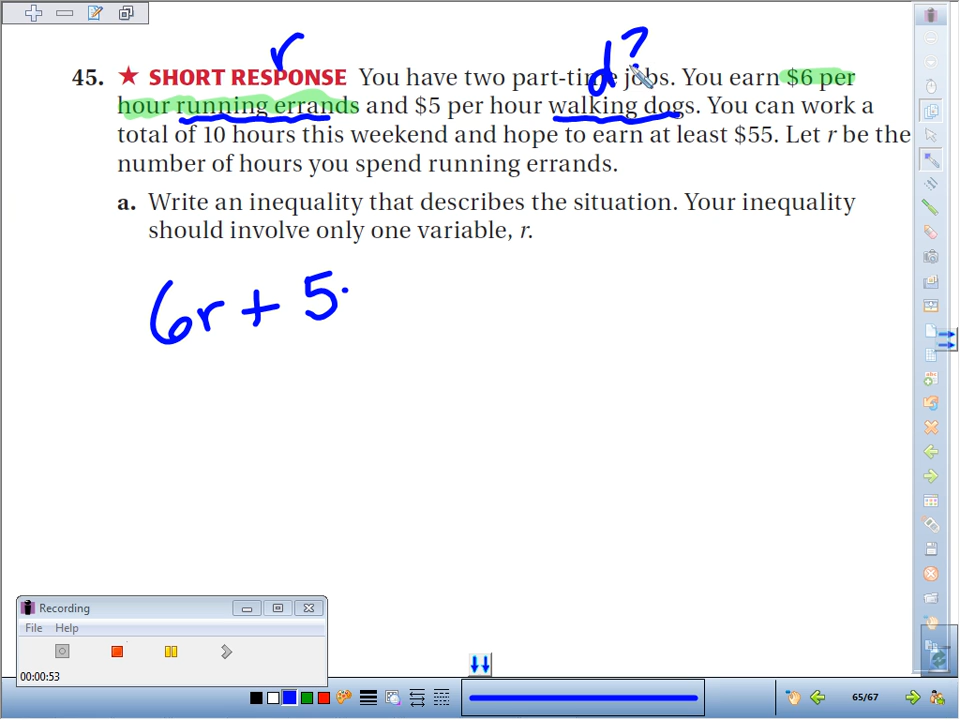 r
d?
45. ★ SHORT RESPONSE You have two part-time jobs. You earn $6 per
hour running errands and $5 per hour walking dogs. You can work a
total of 10 hours this weekend and hope to earn at least $55. Let r be the
number of hours you spend running errands.
a. Write an inequality that describes the situation. Your inequality
should involve only one variable, r.
6r + 5·
Recording
File Help
00:00:53
65/67